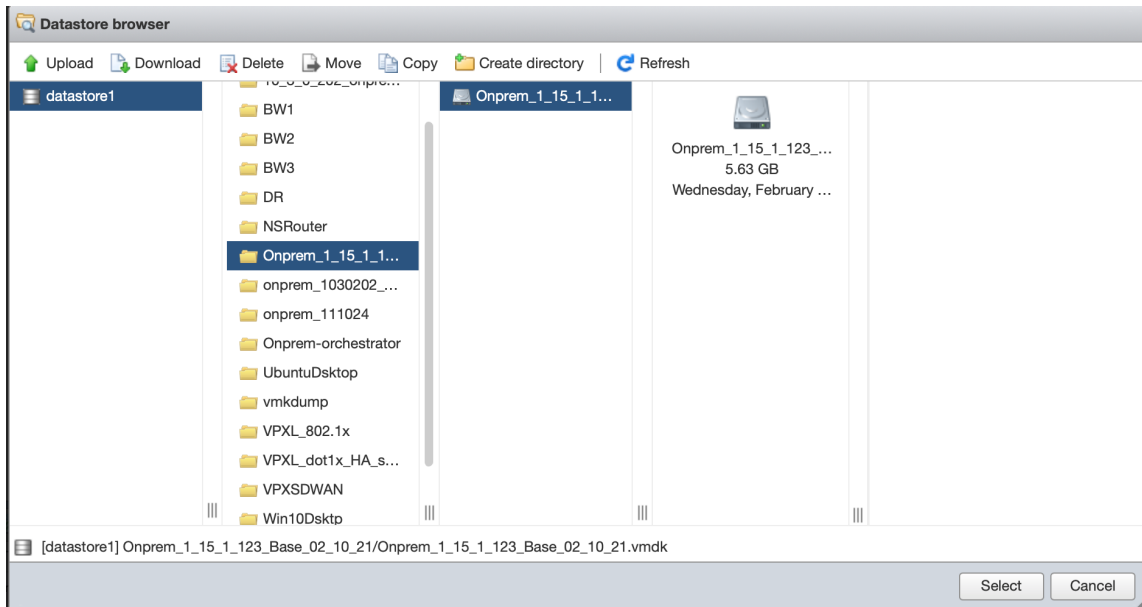 Datastore browser
Upload Download Delete Move Copy Create directory Refresh
datastore1
BW1
BW2
BW3
DR
NSRouter
Onprem_1_15_1_1...
onprem_1030202_...
onprem_111024
Onprem-orchestrator
UbuntuDsktop
vmkdump
VPXL_802.1x
VPXL_dot1x_HA_s...
VPXSDWAN
Win10Dsktp
Onprem_1_15_1_1...
Onprem_1_15_1_123_...
5.63 GB
Wednesday, February ...
[datastore1] Onprem_1_15_1_123_Base_02_10_21/Onprem_1_15_1_123_Base_02_10_21.vmdk
Select Cancel